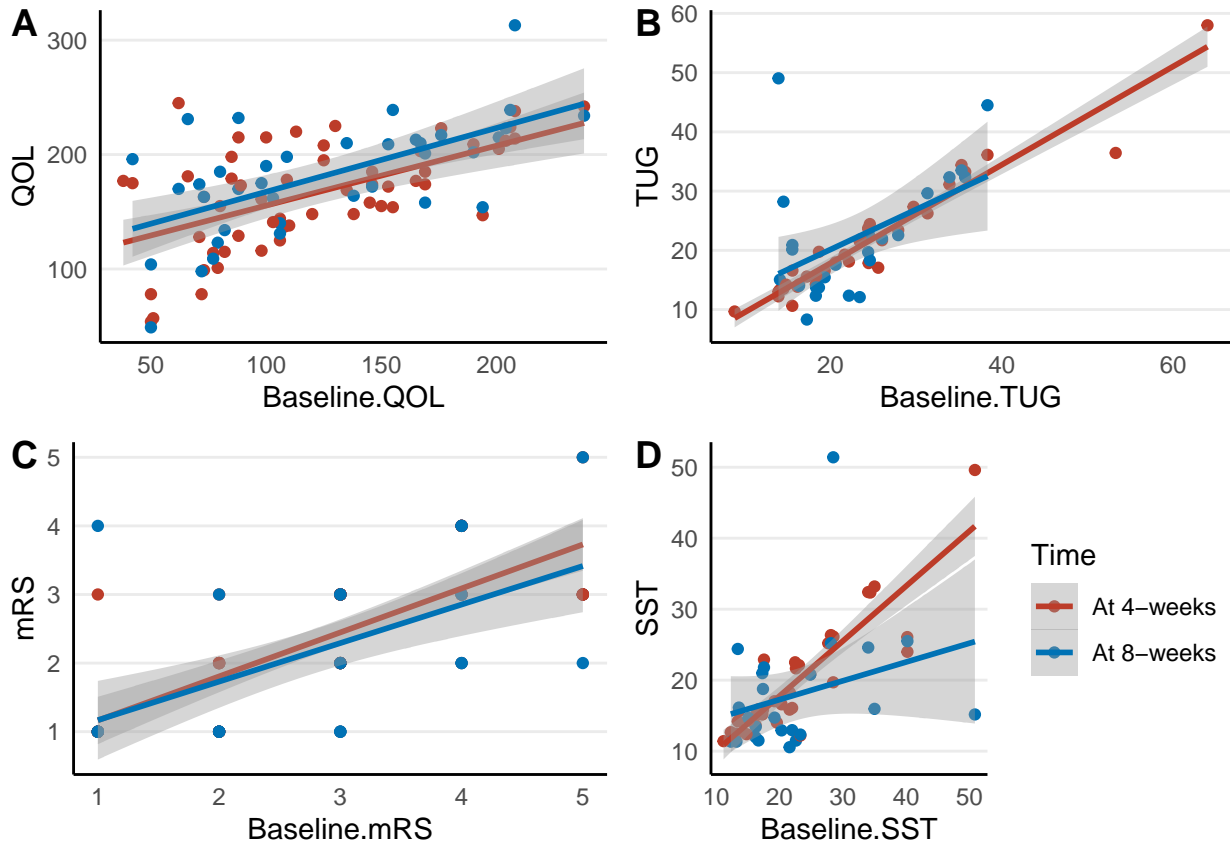 A
B
300
200
100
QOL
50 100 150 200
Baseline.QOL
60
50
40
30
20
10
TUG
20 40 60
Baseline.TUG
C
D
5
4
3
2
1
mRS
1 2 3 4 5
Baseline.mRS
50
40
30
20
10
SST
10 20 30 40 50
Baseline.SST
Time
At 4−weeks
At 8−weeks